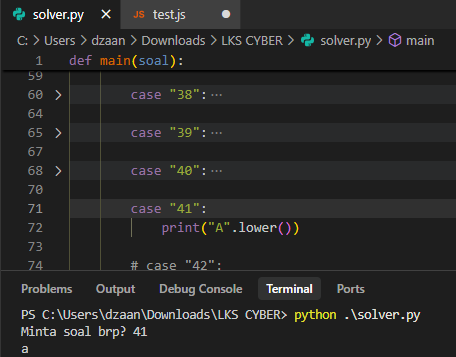 solver.py × test.js
C: > Users > dzaan > Downloads > LKS CYBER > solver.py > main
1 def main(soal):
59
60 > case "38":...
64
65 > case "39":...
67
68 > case "40":...
70
71 case "41":
72 print("A".lower())
73
74 # case "42":
Problems Output Debug Console Terminal Ports
PS C:\Users\dzaan\Downloads\LKS CYBER> python .\solver.py
Minta soal brp? 41
a